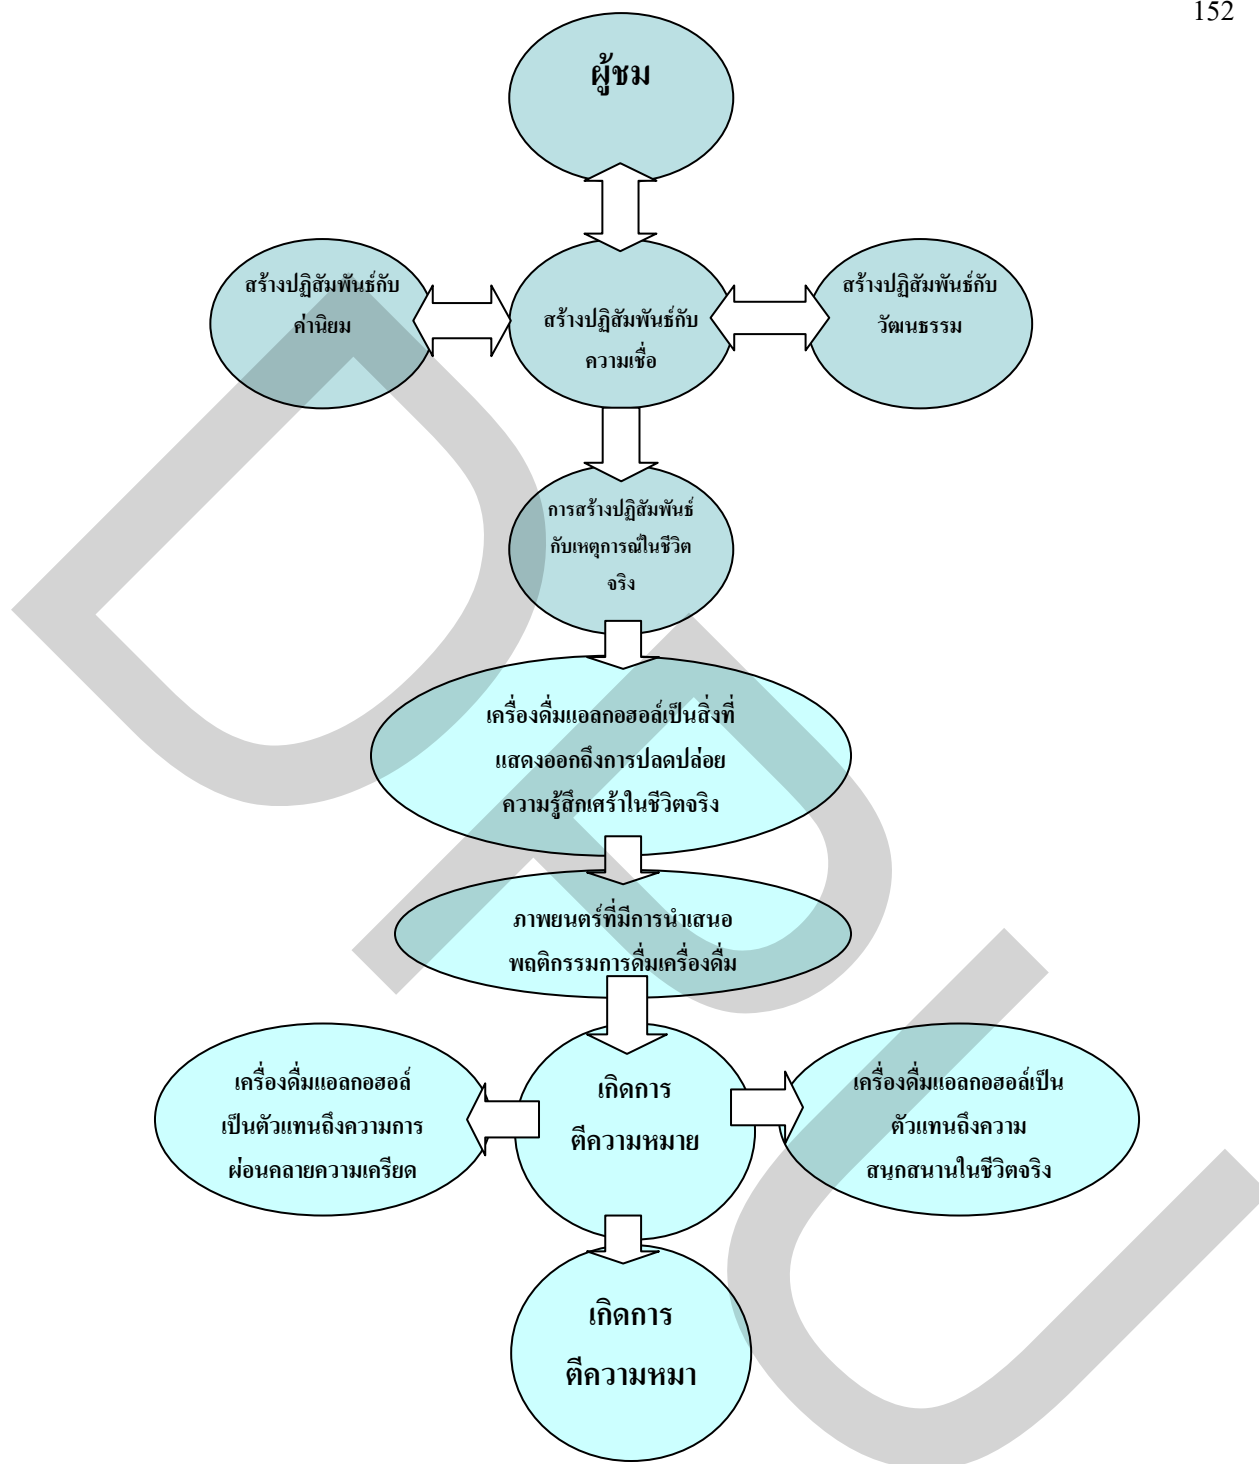 152
ผู้ชม
สร้างปฏิสัมพันธ์กับ
ค่านิยม
สร้างปฏิสัมพันธ์กับ
ความเชื่อ
สร้างปฏิสัมพันธ์กับ
วัฒนธรรม
การสร้างปฏิสัมพันธ์
กับเหตุการณ์ในชีวิต
จริง
เครื่องดื่มแอลกอฮอล์เป็นสิ่งที่
แสดงออกถึงการปลดปล่อย
ความรู้สึกเศร้าในชีวิตจริง
ภาพยนตร์ที่มีการนำเสนอ
พฤติกรรมการดื่มเครื่องดื่ม
เครื่องดื่มแอลกอฮอล์
เป็นตัวแทนถึงความการ
ผ่อนคลายความเครียด
เกิดการ
ตีความหมาย
เครื่องดื่มแอลกอฮอล์เป็น
ตัวแทนถึงความ
สนุกสนานในชีวิตจริง
เกิดการ
ตีความหมา
DPU